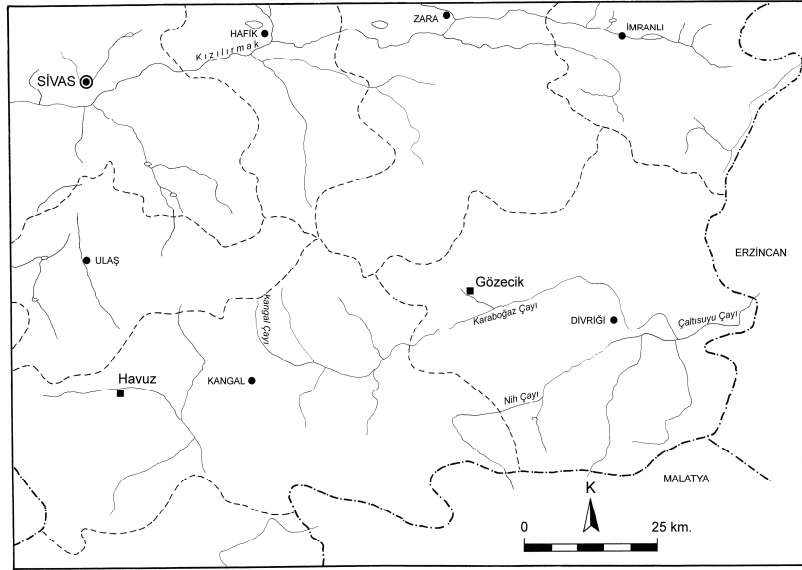 ZARA
İMRANLI
HAFİK
Kızılırmak
SİVAS
ERZİNCAN
ULAŞ
Gözecik
Kangal Çayı
Karaboğaz Çayı
DİVRİĞİ
Çaltısuyu Çayı
Havuz
KANGAL
Nih Çayı
MALATYA
K
0 25 km.